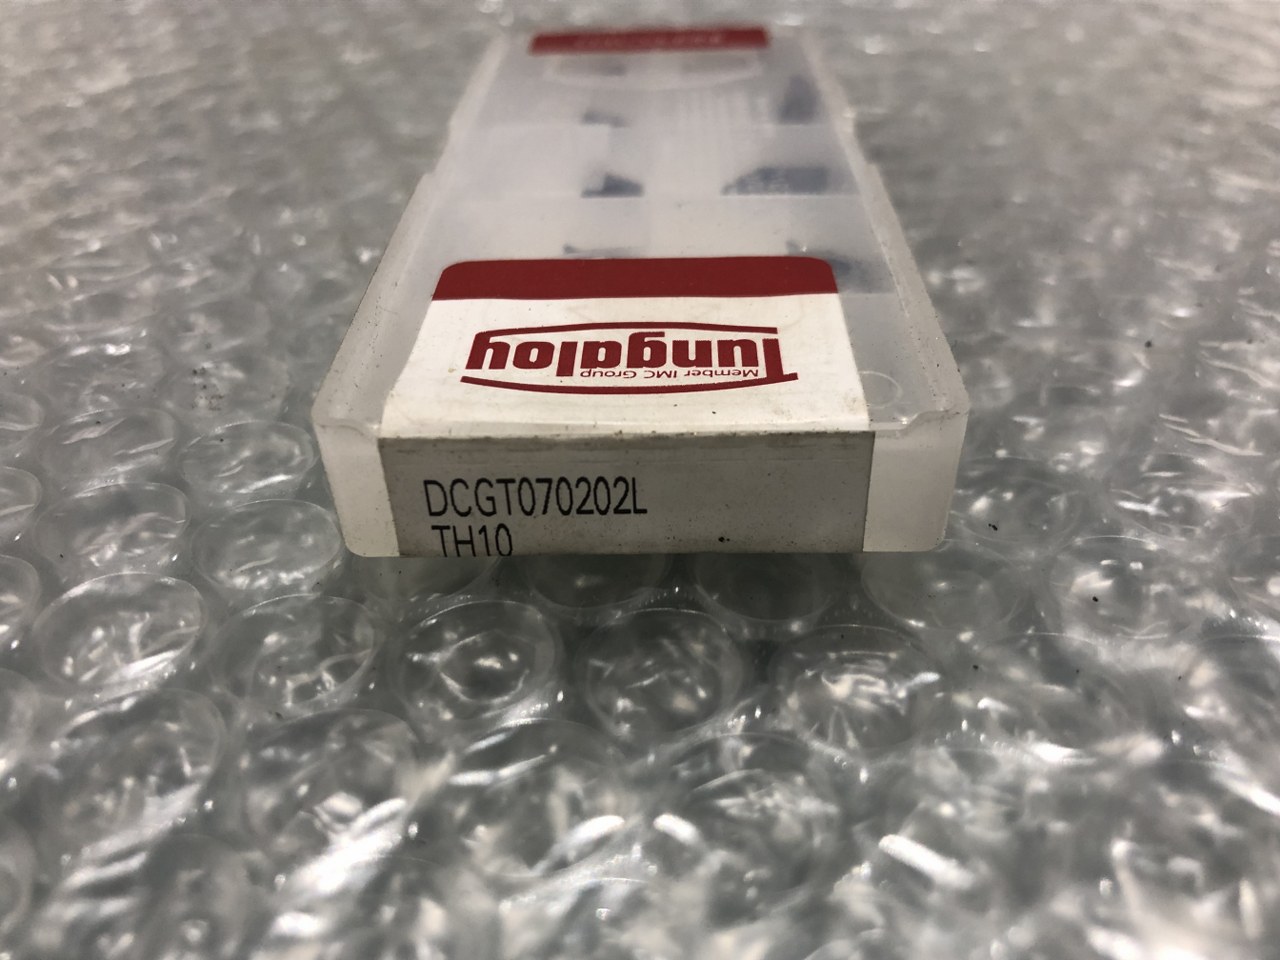 Tungaloy
Member IMC Group
DCGT070202L
TH10